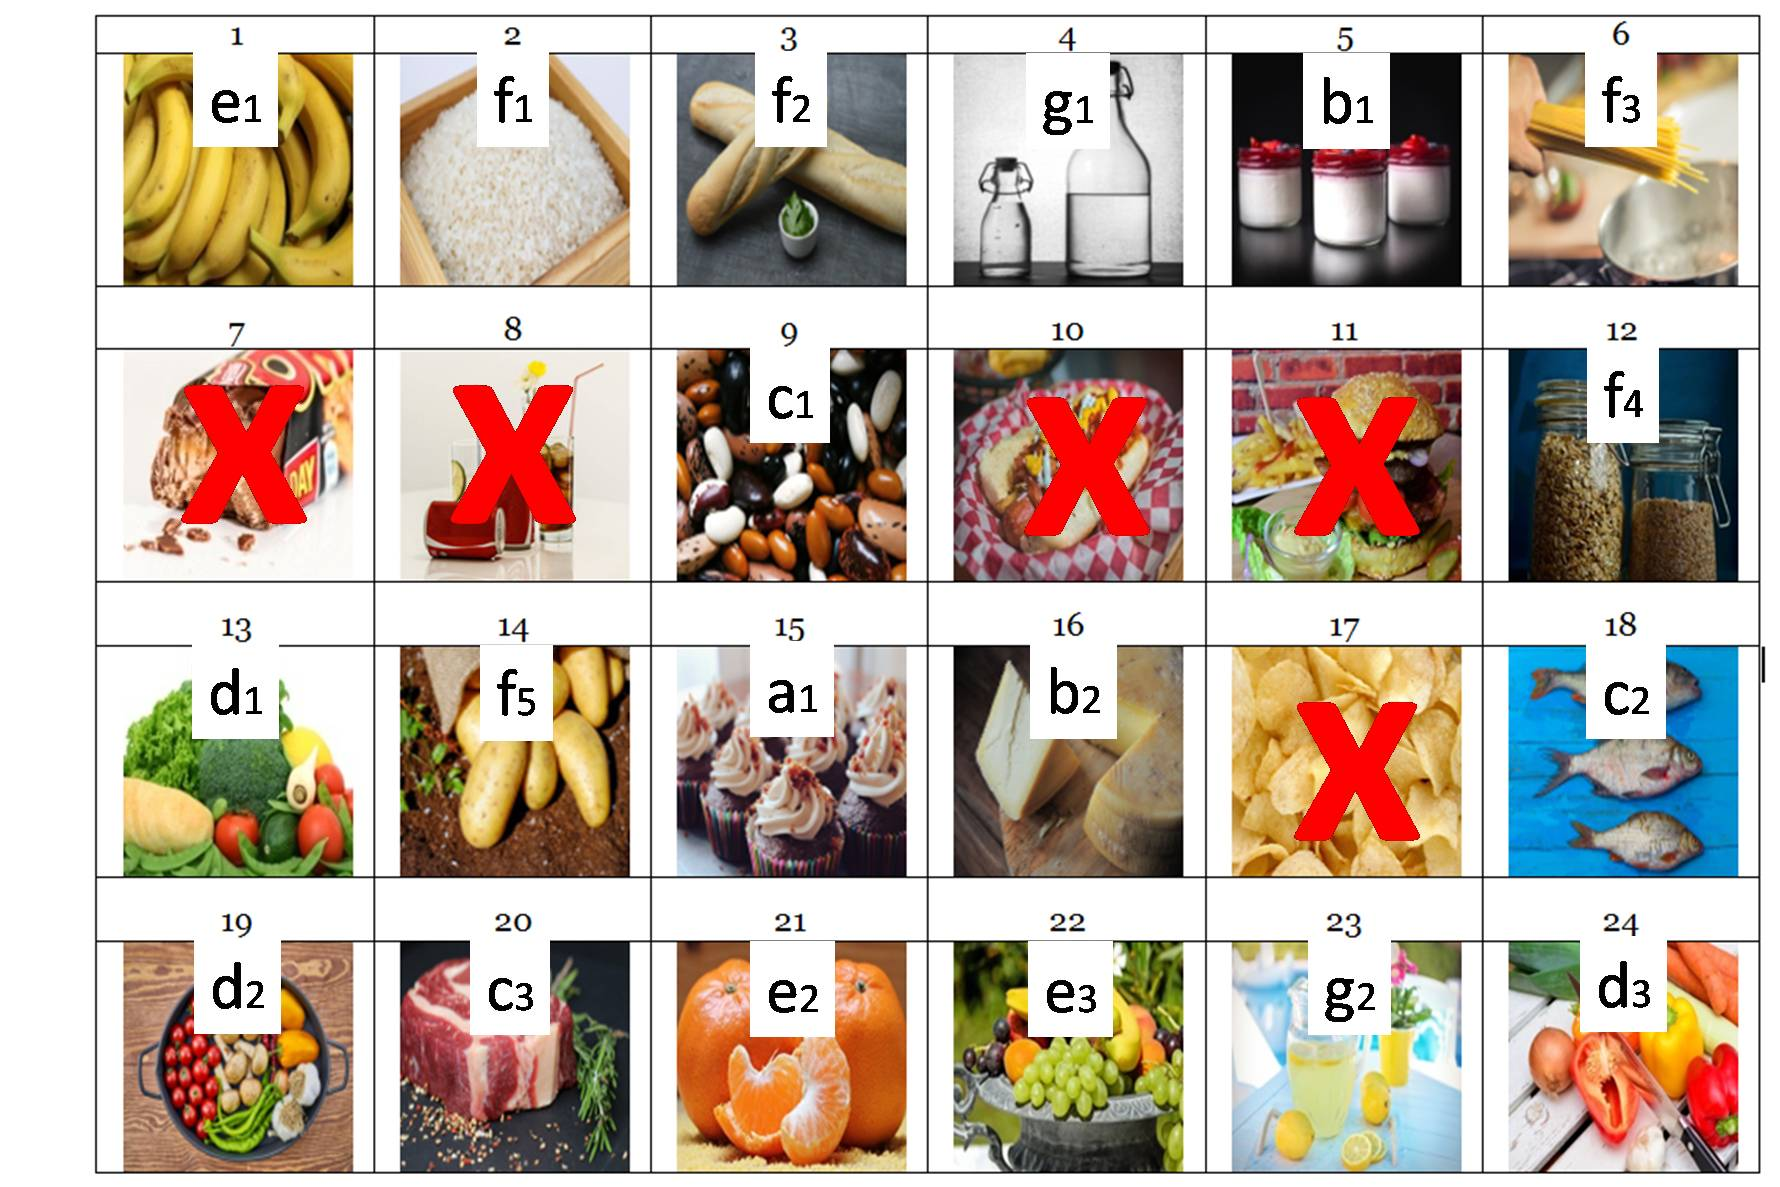 1 2 3 4 5 6
e1 f1 f2 g1 b1 f3
7 8 9 10 11 12
X X c1 X X f4
DAY
13 14 15 16 17 18
d1 f5 a1 b2 X c2
19 20 21 22 23 24
d2 c3 e2 e3 g2 d3